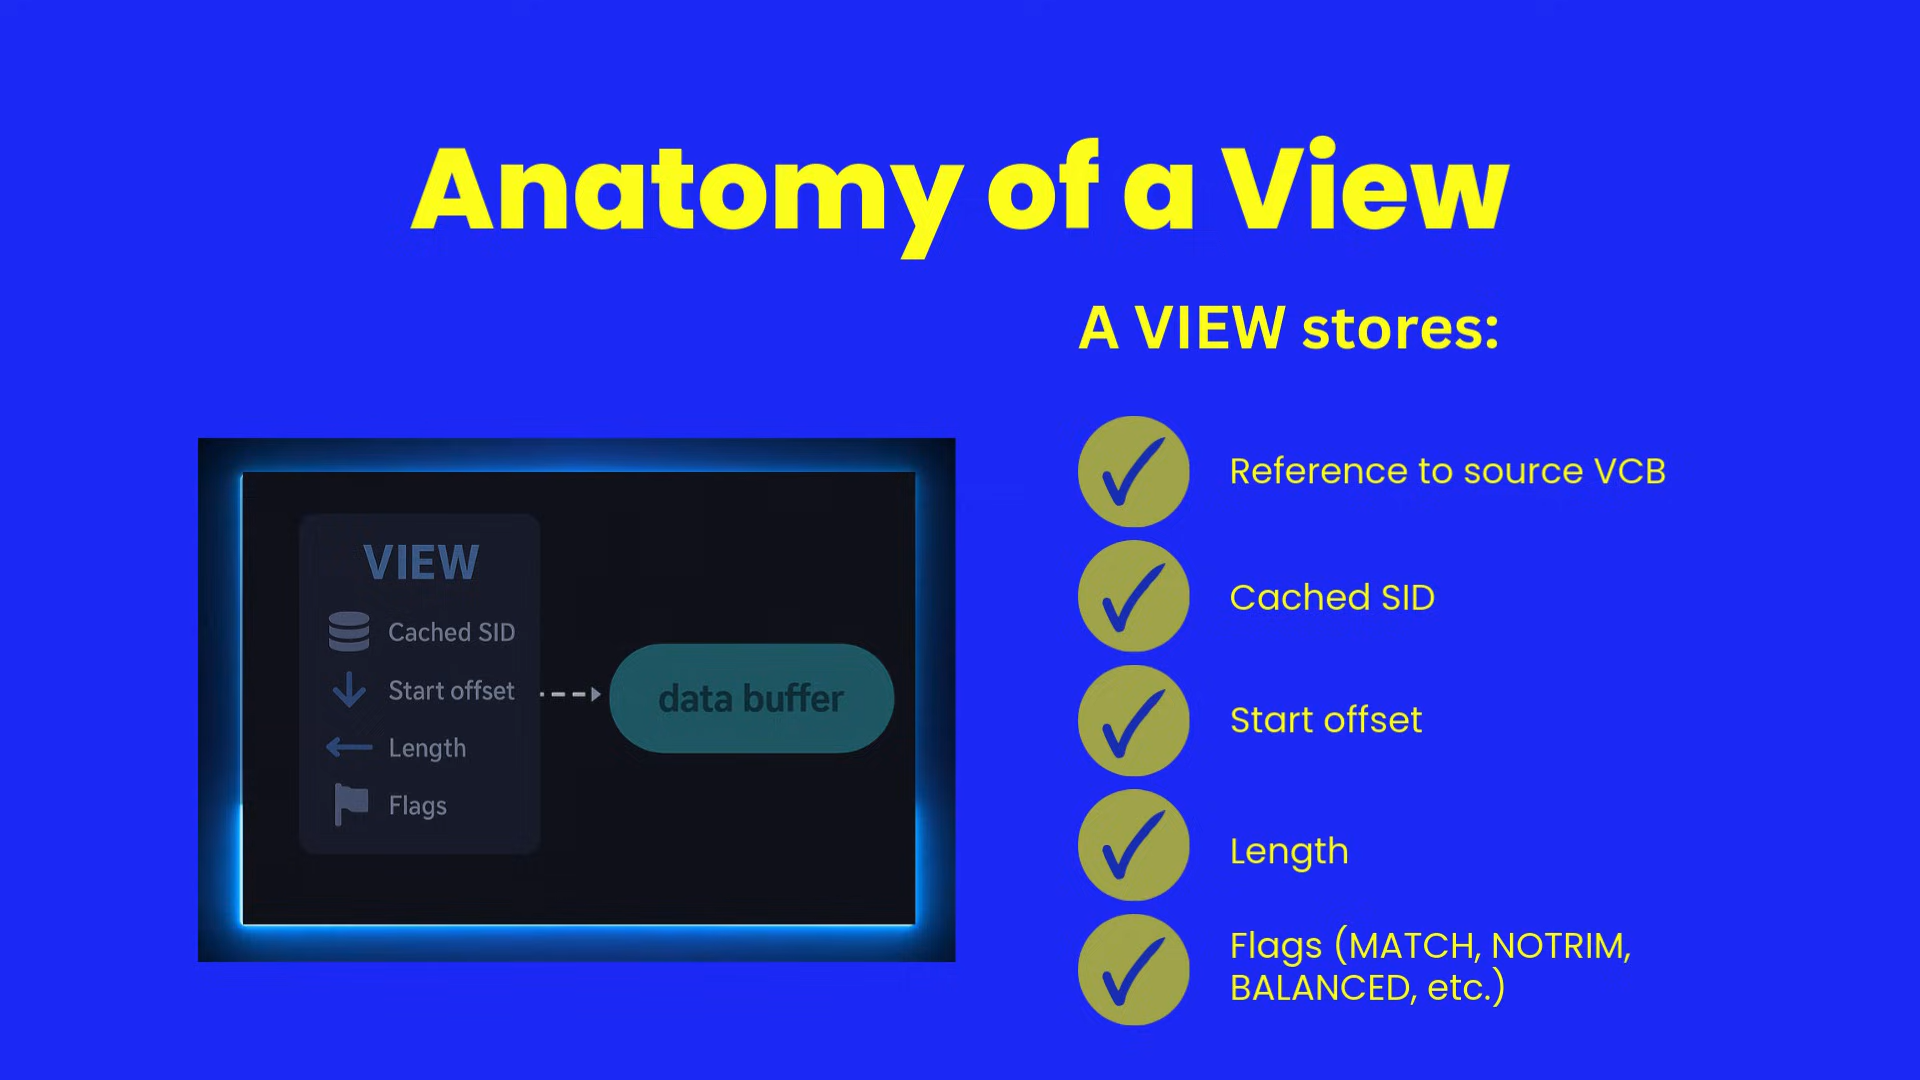 Anatomy of a View
A VIEW stores:
VIEW
Cached SID
Start offset
Length
Flags
data buffer
Reference to source VCB
Cached SID
Start offset
Length
Flags (MATCH, NOTRIM,
BALANCED, etc.)